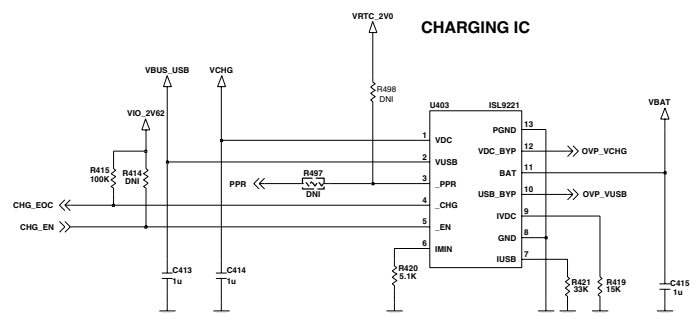 CHARGING IC
VRTC_2V0
VBUS_USB
VCHG
VIO_2V62
VBAT
R498
DNI
U403
ISL9221
1
VDC
PGND
13
VDC_BYP
12
OVP_VCHG
2
VUSB
BAT
11
R415
100K
R414
DNI
PPR
R497
DNI
3
_PPR
USB_BYP
10
OVP_VUSB
CHG_EOC
4
_CHG
IVDC
9
CHG_EN
5
_EN
GND
8
6
IMIN
IUSB
7
C413
1u
C414
1u
R420
5.1K
R421
33K
R419
15K
C415
1u